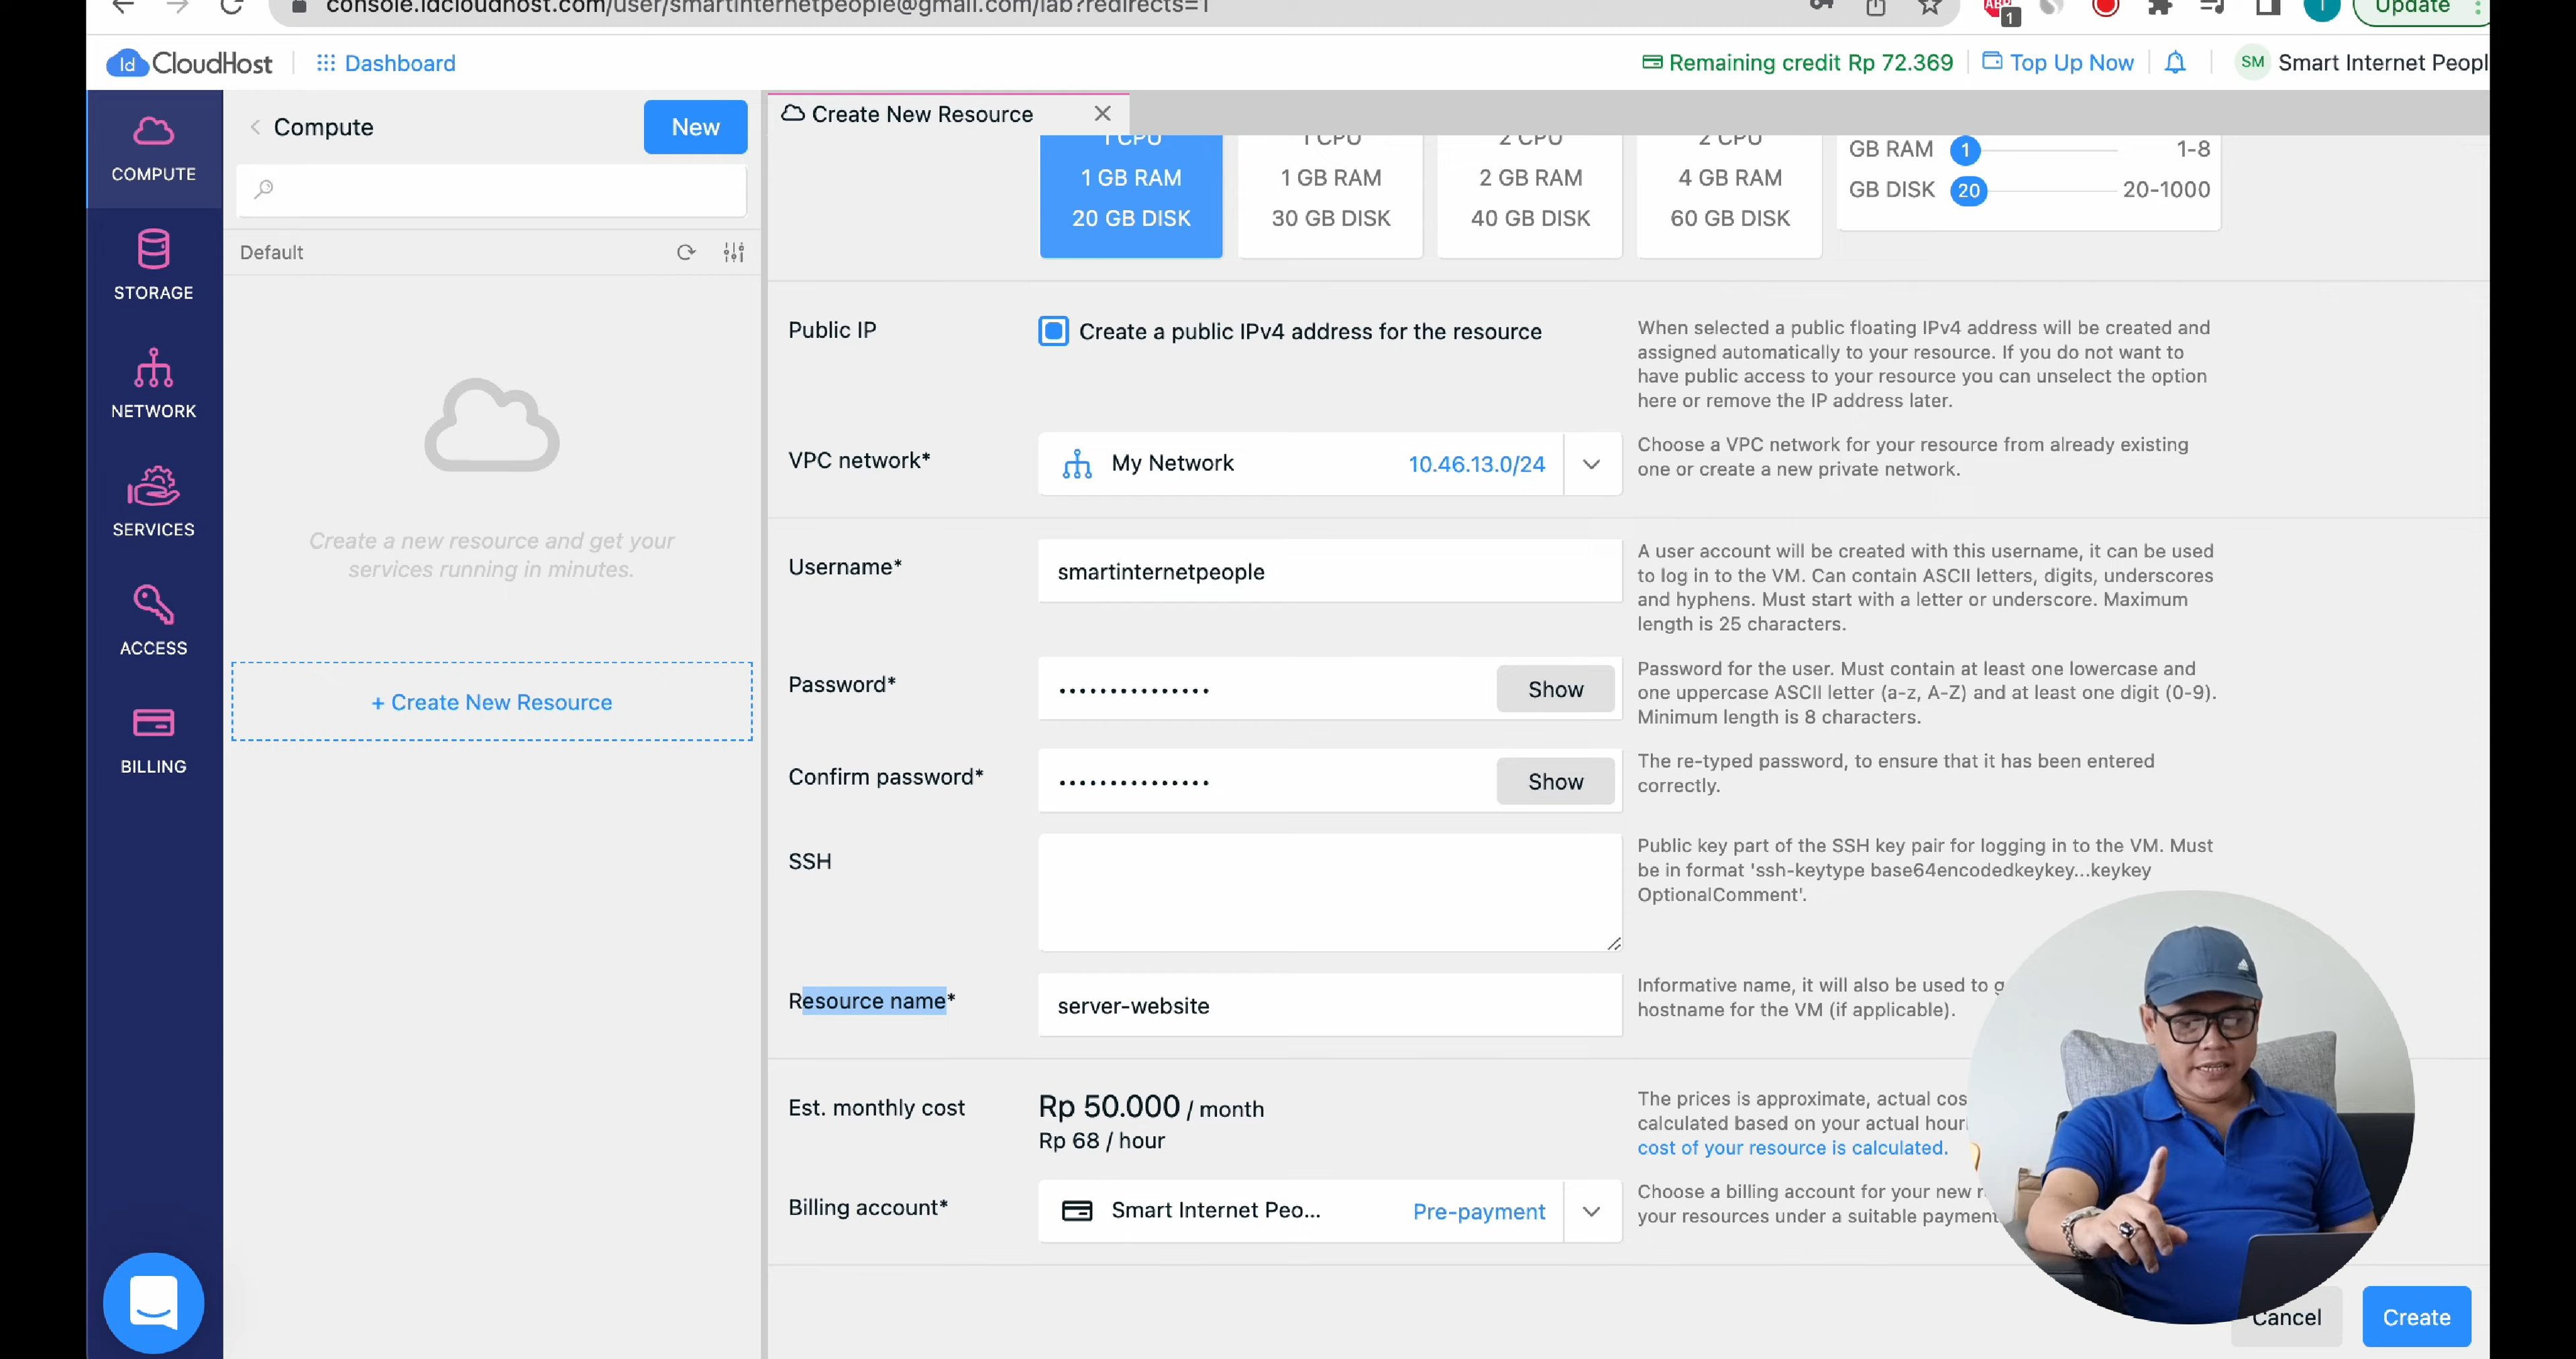 console.idcloudhost.com/user/smartinternetpeople@gmail.com/lab?redirects=1
ABP
1
T
Update
Id CloudHost
Dashboard
Remaining credit Rp 72.369
Top Up Now
SM
Smart Internet Peopl
COMPUTE
STORAGE
NETWORK
SERVICES
ACCESS
BILLING
Compute
New
Default
Create a new resource and get your
services running in minutes.
+ Create New Resource
Create New Resource
1 CPU
1 GB RAM
20 GB DISK
1 CPU
1 GB RAM
30 GB DISK
2 CPU
2 GB RAM
40 GB DISK
2 CPU
4 GB RAM
60 GB DISK
GB RAM 1 1-8
GB DISK 20 20-1000
Public IP
Create a public IPv4 address for the resource
When selected a public floating IPv4 address will be created and
assigned automatically to your resource. If you do not want to
have public access to your resource you can unselect the option
here or remove the IP address later.
VPC network*
My Network 10.46.13.0/24
Choose a VPC network for your resource from already existing
one or create a new private network.
Username*
smartinternetpeople
A user account will be created with this username, it can be used
to log in to the VM. Can contain ASCII letters, digits, underscores
and hyphens. Must start with a letter or underscore. Maximum
length is 25 characters.
Password*
•••••••••••••••
Show
Password for the user. Must contain at least one lowercase and
one uppercase ASCII letter (a-z, A-Z) and at least one digit (0-9).
Minimum length is 8 characters.
Confirm password*
•••••••••••••••
Show
The re-typed password, to ensure that it has been entered
correctly.
SSH
Public key part of the SSH key pair for logging in to the VM. Must
be in format 'ssh-keytype base64encodedkeykey...keykey
OptionalComment'.
Resource name*
server-website
Informative name, it will also be used to g
hostname for the VM (if applicable).
Est. monthly cost
Rp 50.000 / month
Rp 68 / hour
The prices is approximate, actual cos
calculated based on your actual hour
cost of your resource is calculated.
Billing account*
Smart Internet Peo... Pre-payment
Choose a billing account for your new r
your resources under a suitable payment
Cancel
Create